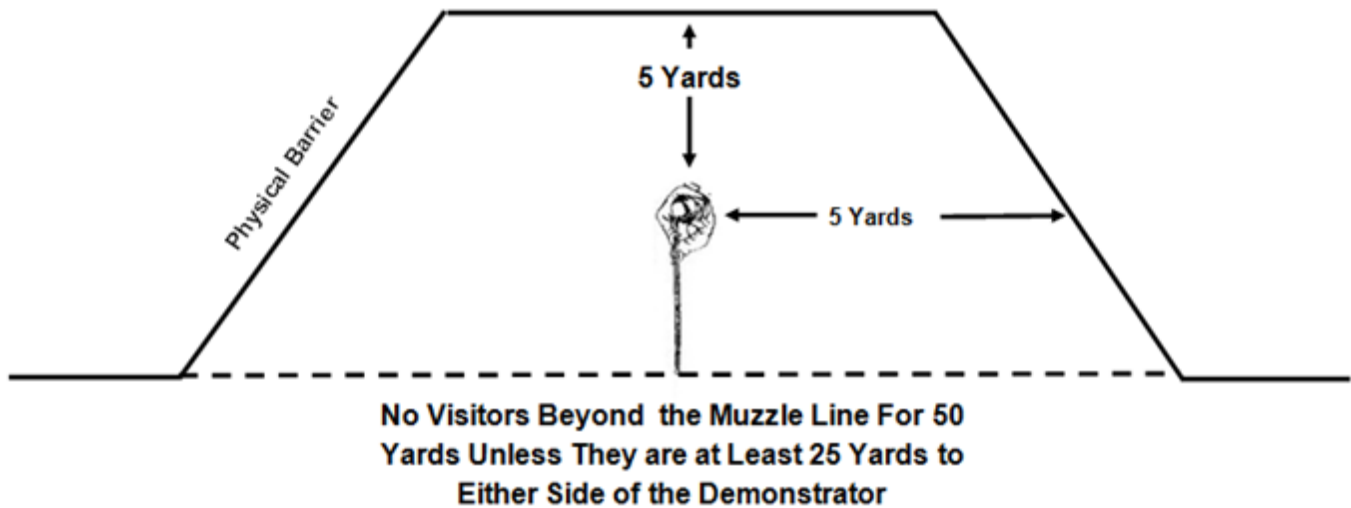 5 Yards
Physical Barrier
5 Yards
No Visitors Beyond the Muzzle Line For 50
Yards Unless They are at Least 25 Yards to
Either Side of the Demonstrator